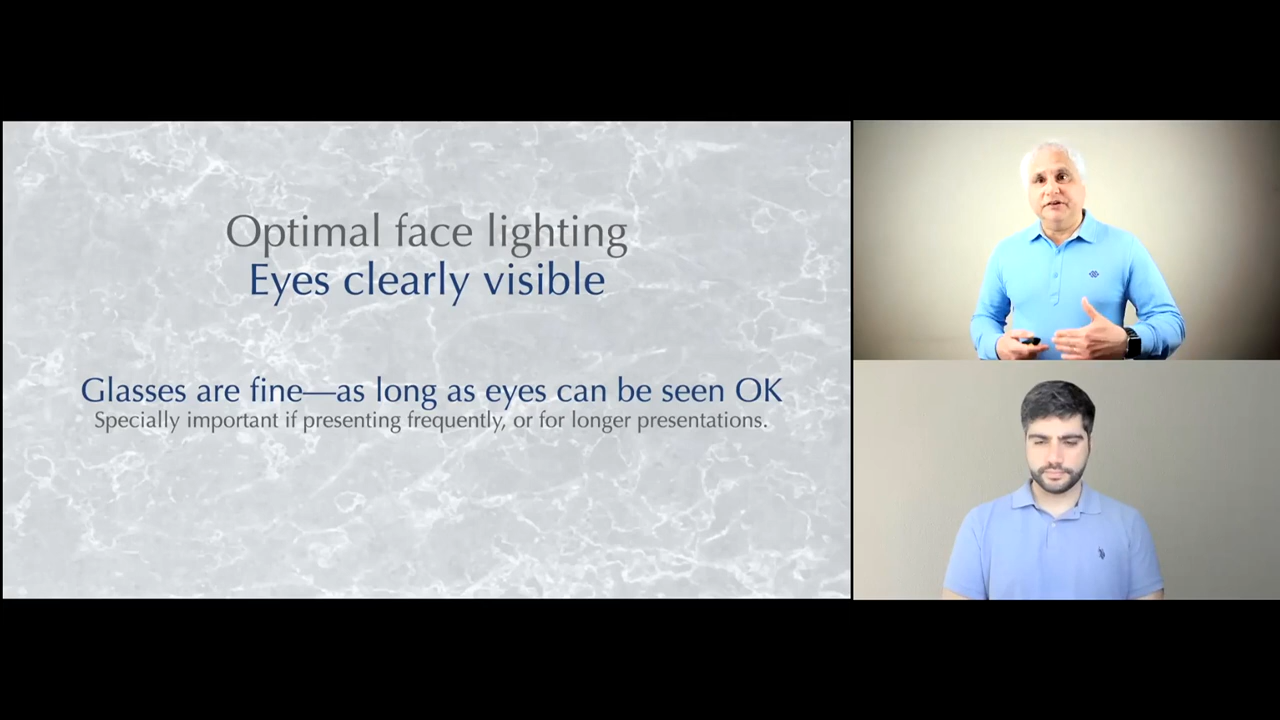 Optimal face lighting
Eyes clearly visible
Glasses are fine—as long as eyes can be seen OK
Specially important if presenting frequently, or for longer presentations.